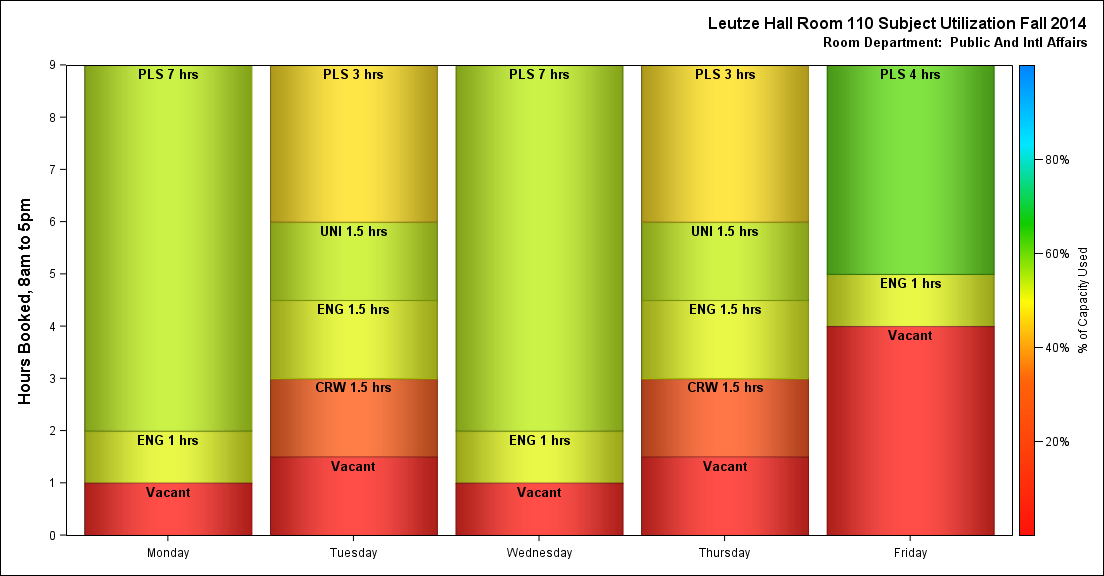 Leutze Hall Room 110 Subject Utilization Fall 2014
Room Department:  Public And Intl Affairs
Hours Booked, 8am to 5pm
9
8
7
6
5
4
3
2
1
0
PLS 7 hrs
ENG 1 hrs
Vacant
PLS 3 hrs
UNI 1.5 hrs
ENG 1.5 hrs
CRW 1.5 hrs
Vacant
PLS 7 hrs
ENG 1 hrs
Vacant
PLS 3 hrs
UNI 1.5 hrs
ENG 1.5 hrs
CRW 1.5 hrs
Vacant
PLS 4 hrs
ENG 1 hrs
Vacant
Monday
Tuesday
Wednesday
Thursday
Friday
80%
60%
40%
20%
% of Capacity Used